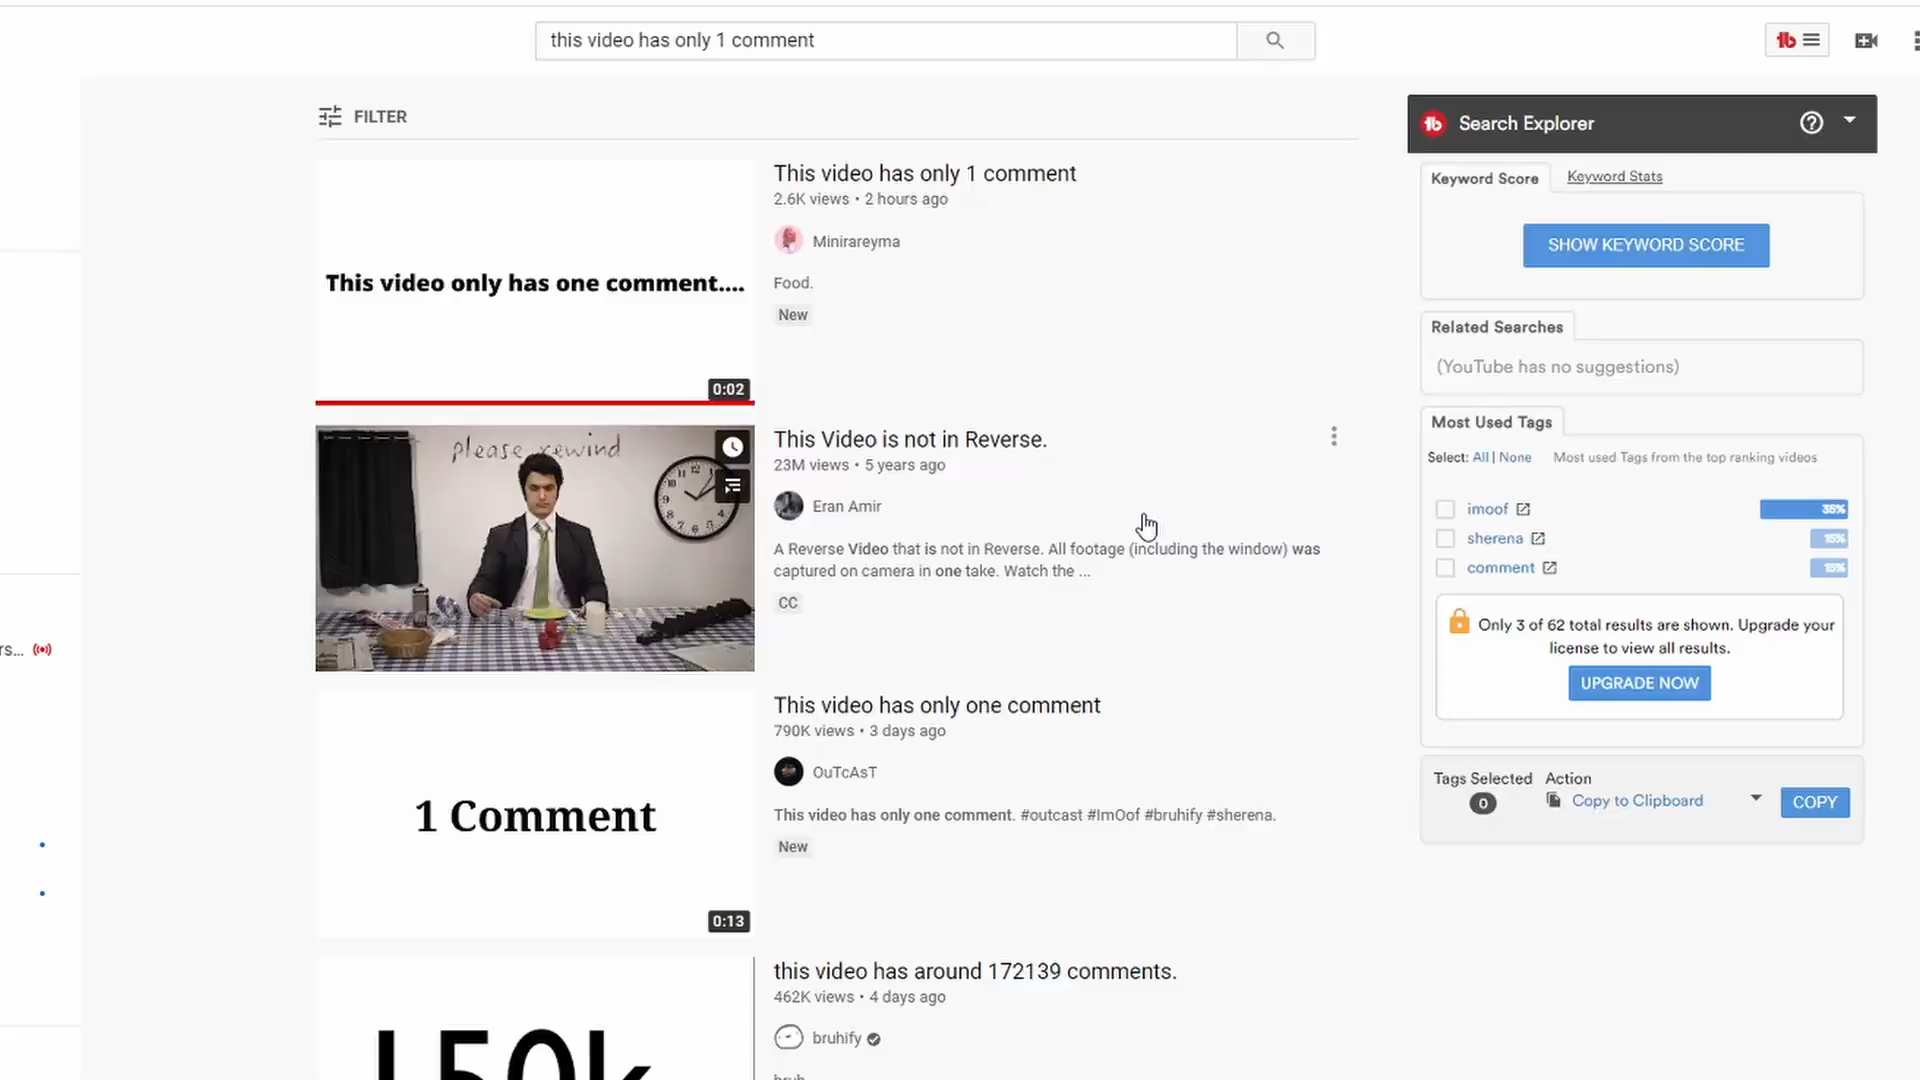 this video has only 1 comment
FILTER
This video only has one comment....
0:02
This video has only 1 comment
2.6K views • 2 hours ago
Minirareyma
Food.
New
please rewind
This Video is not in Reverse.
23M views • 5 years ago
Eran Amir
A Reverse Video that is not in Reverse. All footage (including the window) was
captured on camera in one take. Watch the ...
CC
1 Comment
0:13
This video has only one comment
790K views • 3 days ago
OuTcAsT
This video has only one comment. #outcast #ImOof #bruhify #sherena.
New
this video has around 172139 comments.
462K views • 4 days ago
bruhify
rs...
Search Explorer
Keyword Score
Keyword Stats
SHOW KEYWORD SCORE
Related Searches
(YouTube has no suggestions)
Most Used Tags
Select: All | None Most used Tags from the top ranking videos
imoof 35%
sherena 15%
comment 15%
Only 3 of 62 total results are shown. Upgrade your
license to view all results.
UPGRADE NOW
Tags Selected Action
0 Copy to Clipboard COPY